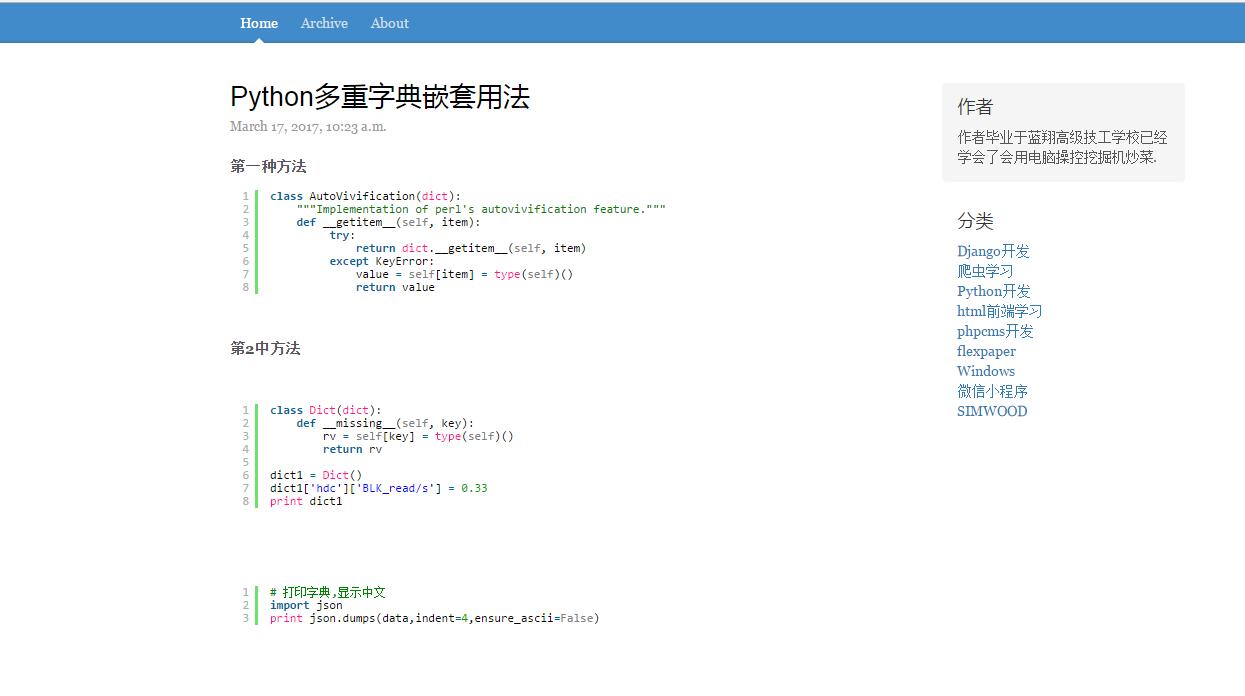 Home Archive About
Python多重字典嵌套用法
March 17, 2017, 10:23 a.m.
第一种方法
1 class AutoVivification(dict):
2     """Implementation of perl's autovivification feature."""
3     def __getitem__(self, item):
4          try:
5              return dict.__getitem__(self, item)
6          except KeyError:
7              value = self[item] = type(self)()
8              return value
第2中方法
1 class Dict(dict):
2     def __missing__(self, key):
3         rv = self[key] = type(self)()
4         return rv
5
6 dict1 = Dict()
7 dict1['hdc']['BLK_read/s'] = 0.33
8 print dict1
1 # 打印字典,显示中文
2 import json
3 print json.dumps(data,indent=4,ensure_ascii=False)
作者
作者毕业于蓝翔高级技工学校已经
学会了会用电脑操控挖掘机炒菜.
分类
Django开发
爬虫学习
Python开发
html前端学习
phpcms开发
flexpaper
Windows
微信小程序
SIMWOOD